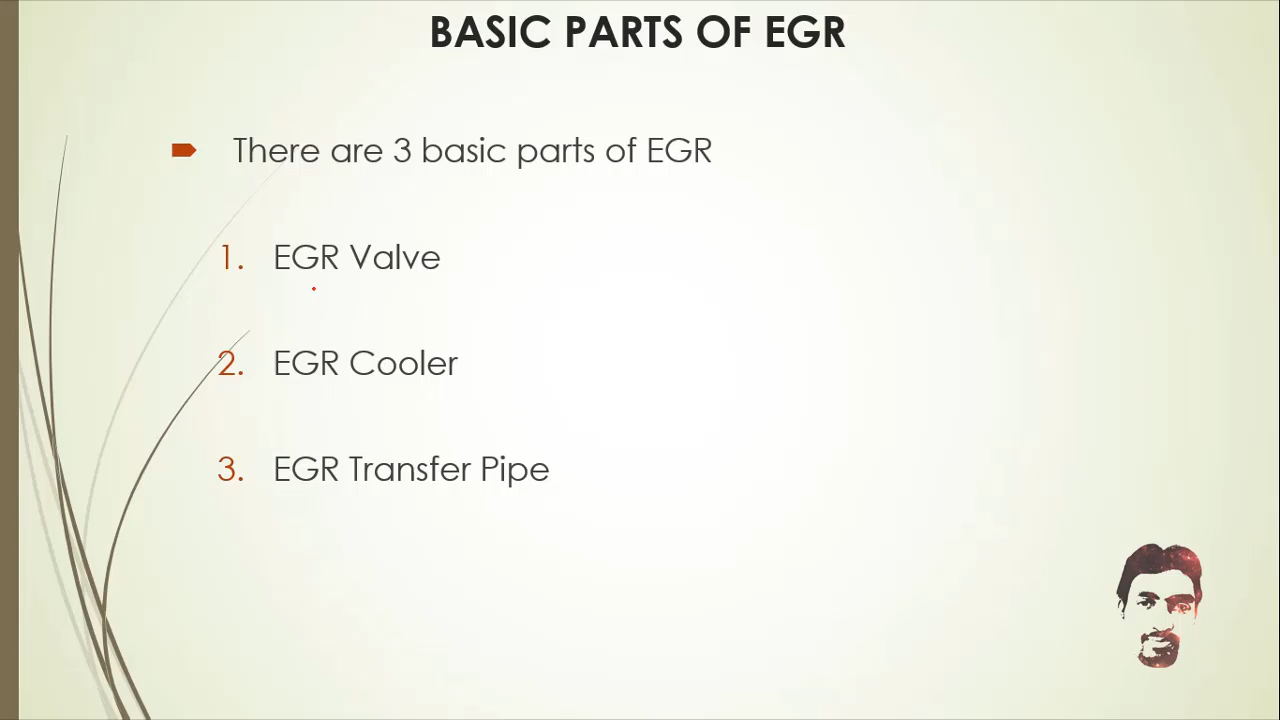 BASIC PARTS OF EGR
There are 3 basic parts of EGR
1. EGR Valve
2. EGR Cooler
3. EGR Transfer Pipe